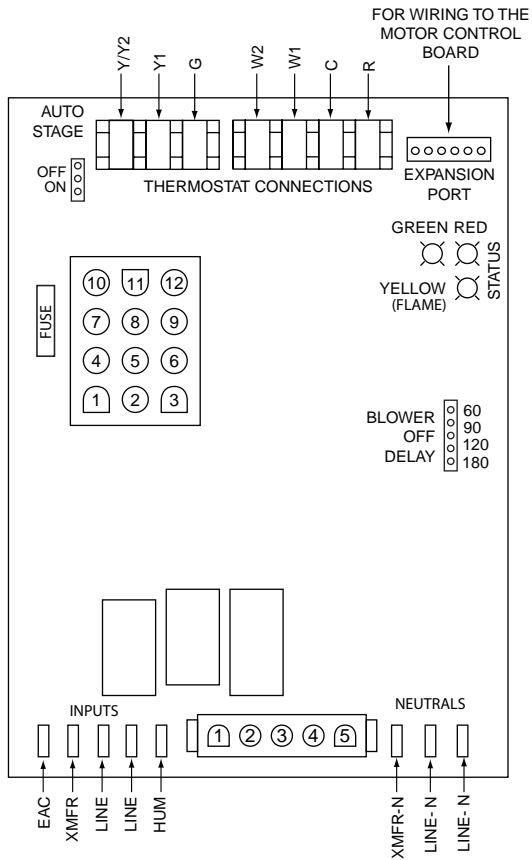 FOR WIRING TO THE
MOTOR CONTROL
BOARD
Y/Y2
Y1
G
W2
W1
C
R
AUTO
STAGE
OFF
ON
THERMOSTAT CONNECTIONS
EXPANSION
PORT
GREEN RED
YELLOW
(FLAME)
STATUS
FUSE
10 11 12
7 8 9
4 5 6
1 2 3
BLOWER
OFF
DELAY
60
90
120
180
INPUTS
NEUTRALS
1 2 3 4 5
EAC
XMFR
LINE
LINE
HUM
XMFR-N
LINE- N
LINE- N